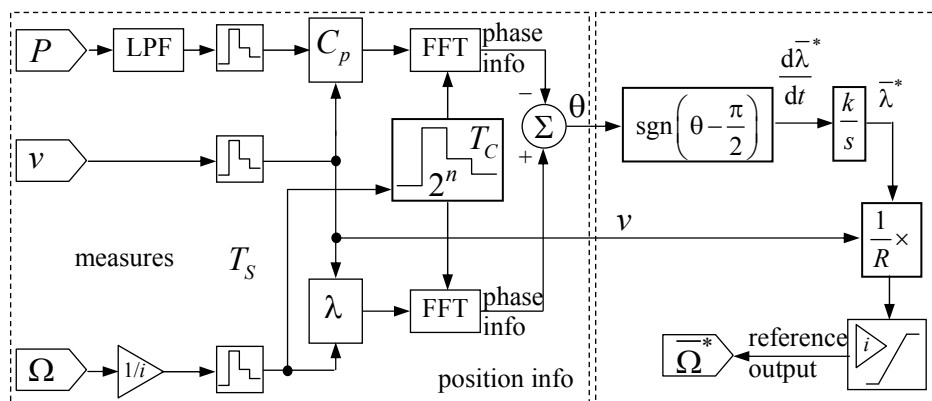 P
LPF
C_p
FFT
phase
info
−
θ
Σ
+
sgn(θ − π/2)
dλ̄*/dt
k/s
λ̄*
v
T_C
2^n
v
1/R ×
measures
T_S
λ
FFT
phase
info
Ω
1/i
position info
i
reference
output
Ω̄*